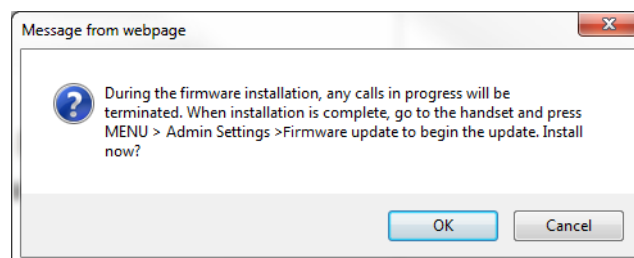 Message from webpage
During the firmware installation, any calls in progress will be
terminated. When installation is complete, go to the handset and press
MENU > Admin Settings >Firmware update to begin the update. Install
now?
OK
Cancel